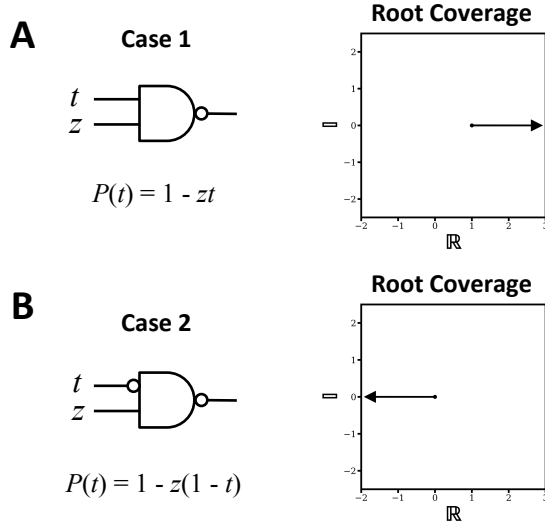 A
Case 1
t
z
P(t) = 1 - zt
Root Coverage
2
1
0
−1
−2
−2 −1 0 1 2 3
ℝ
B
Case 2
t
z
P(t) = 1 - z(1 - t)
Root Coverage
2
1
0
−1
−2
−2 −1 0 1 2 3
ℝ